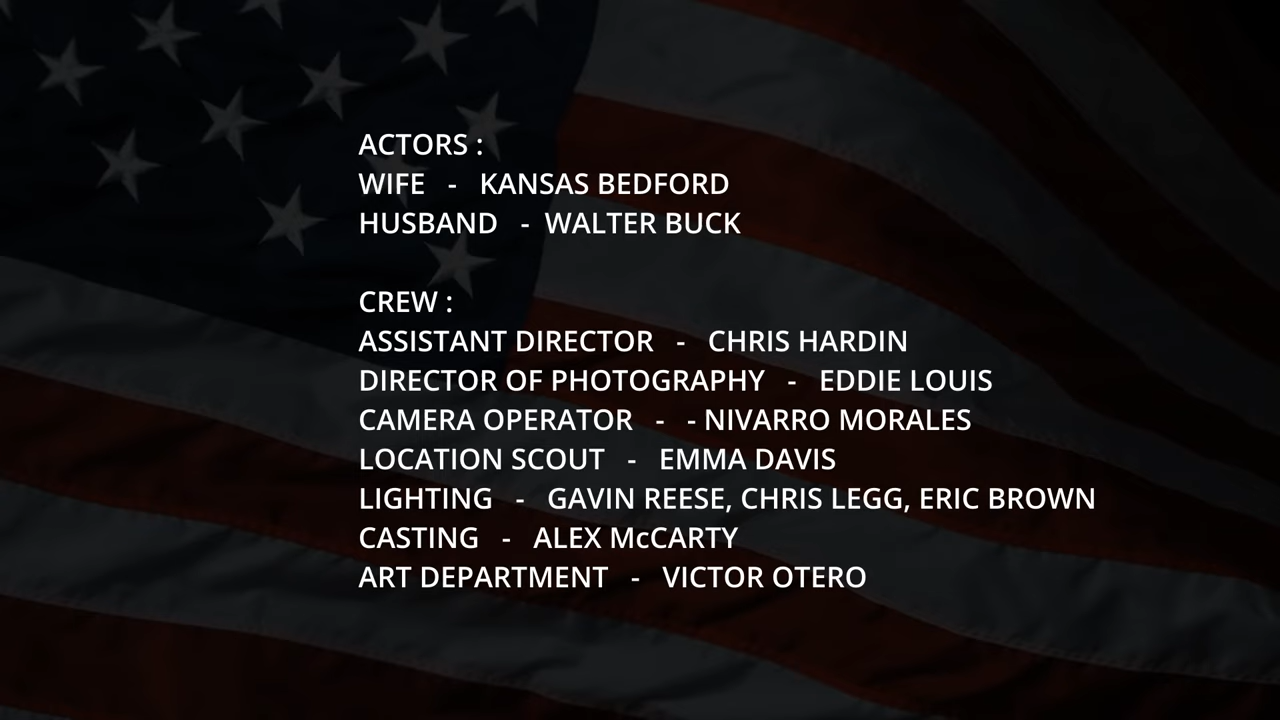 ACTORS :
WIFE - KANSAS BEDFORD
HUSBAND - WALTER BUCK
CREW :
ASSISTANT DIRECTOR - CHRIS HARDIN
DIRECTOR OF PHOTOGRAPHY - EDDIE LOUIS
CAMERA OPERATOR - - NIVARRO MORALES
LOCATION SCOUT - EMMA DAVIS
LIGHTING - GAVIN REESE, CHRIS LEGG, ERIC BROWN
CASTING - ALEX McCARTY
ART DEPARTMENT - VICTOR OTERO